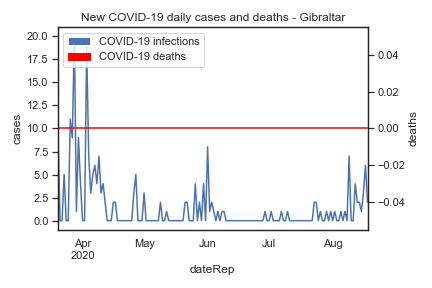 New COVID-19 daily cases and deaths - Gibraltar
COVID-19 infections
COVID-19 deaths
20.0
17.5
15.0
12.5
10.0
7.5
5.0
2.5
0.0
cases
0.04
0.02
0.00
−0.02
−0.04
deaths
Apr
2020
May
Jun
Jul
Aug
dateRep